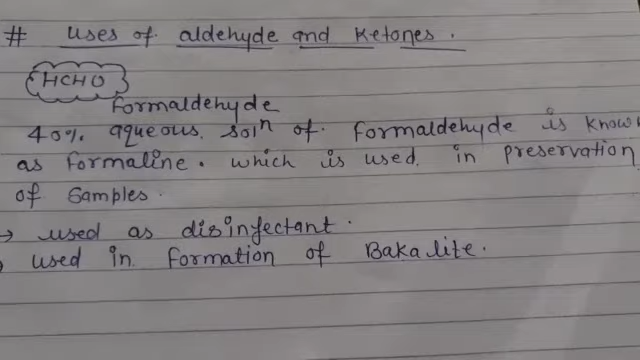 # uses of aldehyde and Ketones.
HCHO
Formaldehyde
40% aqueous. solⁿ of. formaldehyde is known
as formaline. which is used. in preservation
of samples.
→ used as disinfectant.
→ used in formation of Bakalite.